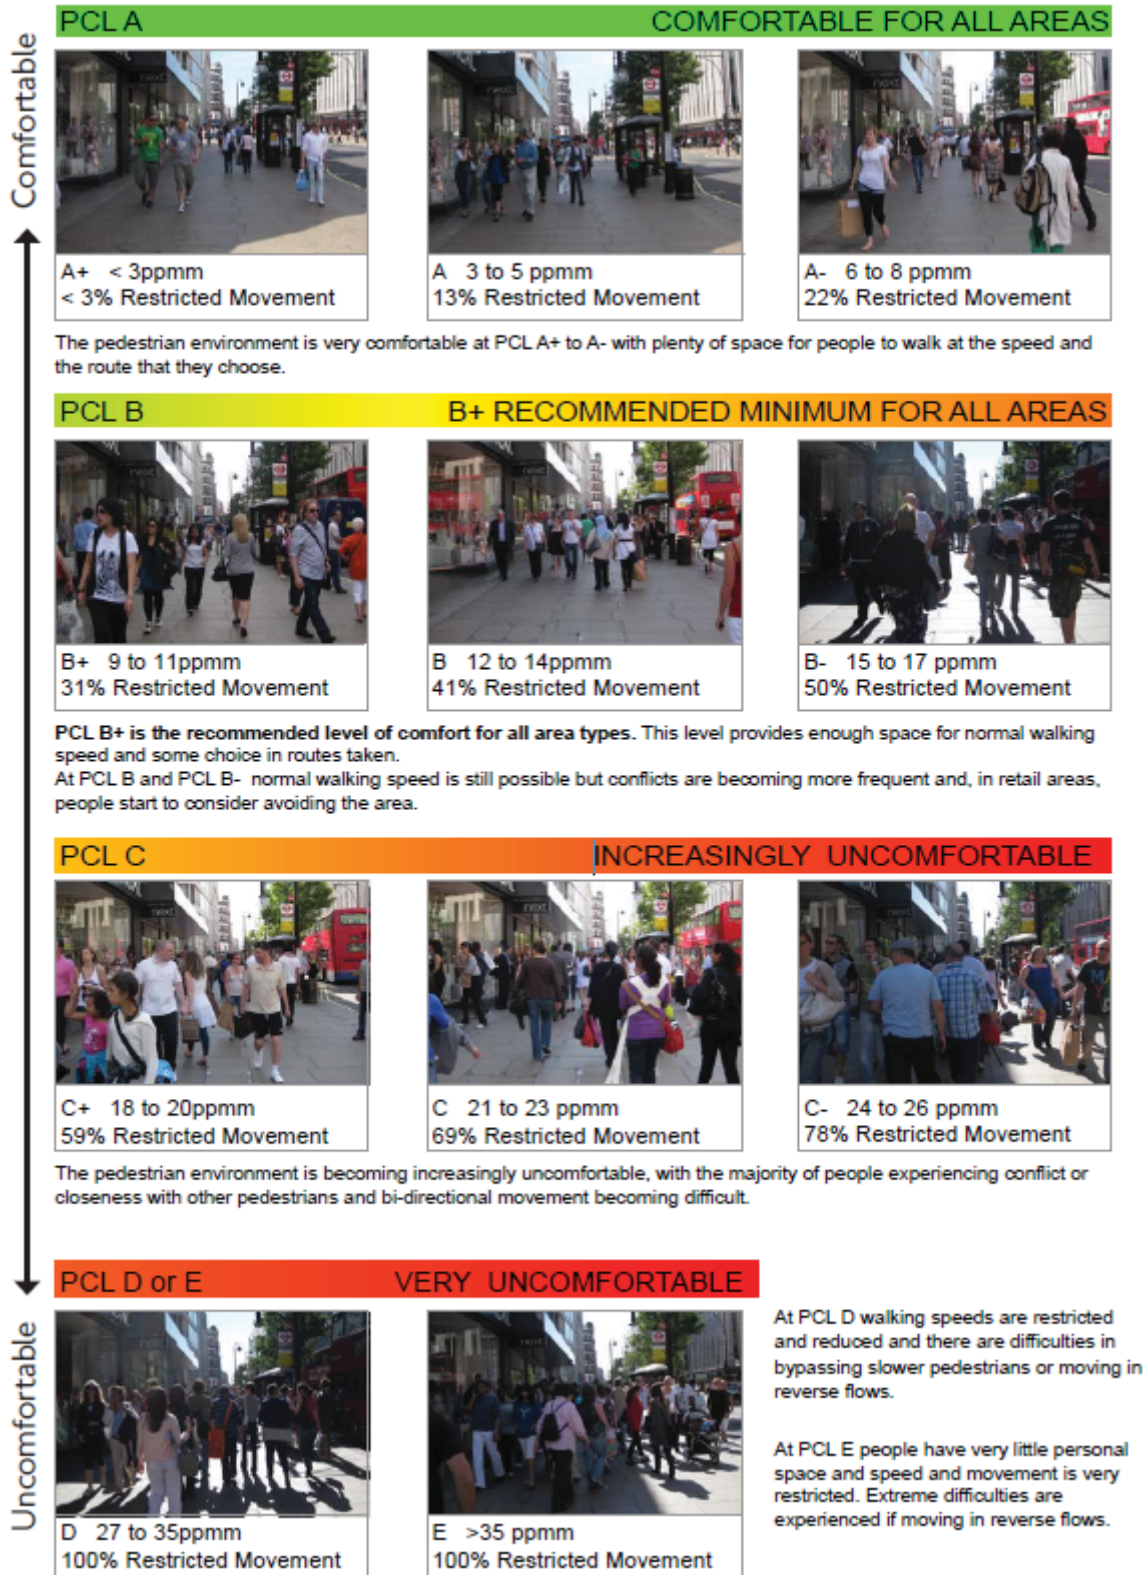 Comfortable
Uncomfortable
PCL A COMFORTABLE FOR ALL AREAS
next
next
next
A+ < 3ppmm
< 3% Restricted Movement
A 3 to 5 ppmm
13% Restricted Movement
A- 6 to 8 ppmm
22% Restricted Movement
The pedestrian environment is very comfortable at PCL A+ to A- with plenty of space for people to walk at the speed and
the route that they choose.
PCL B B+ RECOMMENDED MINIMUM FOR ALL AREAS
next
next
next
B+ 9 to 11ppmm
31% Restricted Movement
B 12 to 14ppmm
41% Restricted Movement
B- 15 to 17 ppmm
50% Restricted Movement
PCL B+ is the recommended level of comfort for all area types. This level provides enough space for normal walking
speed and some choice in routes taken.
At PCL B and PCL B- normal walking speed is still possible but conflicts are becoming more frequent and, in retail areas,
people start to consider avoiding the area.
PCL C INCREASINGLY UNCOMFORTABLE
next
next
next
C+ 18 to 20ppmm
59% Restricted Movement
C 21 to 23 ppmm
69% Restricted Movement
C- 24 to 26 ppmm
78% Restricted Movement
The pedestrian environment is becoming increasingly uncomfortable, with the majority of people experiencing conflict or
closeness with other pedestrians and bi-directional movement becoming difficult.
PCL D or E VERY UNCOMFORTABLE
next
next
D 27 to 35ppmm
100% Restricted Movement
E >35 ppmm
100% Restricted Movement
At PCL D walking speeds are restricted
and reduced and there are difficulties in
bypassing slower pedestrians or moving in
reverse flows.
At PCL E people have very little personal
space and speed and movement is very
restricted. Extreme difficulties are
experienced if moving in reverse flows.